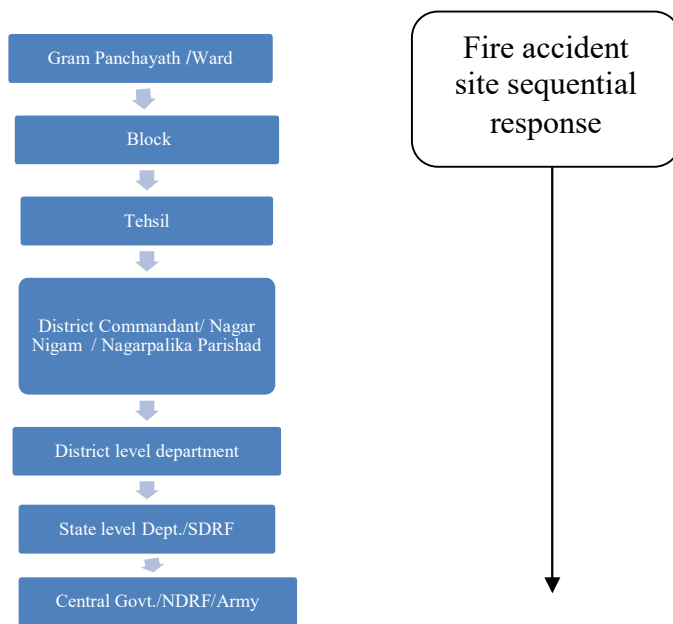 Gram Panchayath /Ward
Block
Tehsil
District Commandant/ Nagar
Nigam / Nagarpalika Parishad
District level department
State level Dept./SDRF
Central Govt./NDRF/Army
Fire accident
site sequential
response